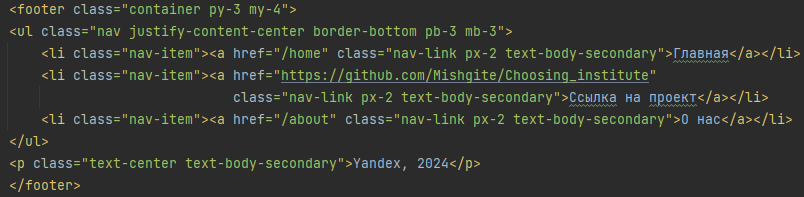 <footer class="container py-3 my-4">
<ul class="nav justify-content-center border-bottom pb-3 mb-3">
    <li class="nav-item"><a href="/home" class="nav-link px-2 text-body-secondary">Главная</a></li>
    <li class="nav-item"><a href="https://github.com/Mishgite/Choosing_institute"
                            class="nav-link px-2 text-body-secondary">Ссылка на проект</a></li>
    <li class="nav-item"><a href="/about" class="nav-link px-2 text-body-secondary">О нас</a></li>
</ul>
<p class="text-center text-body-secondary">Yandex, 2024</p>
</footer>